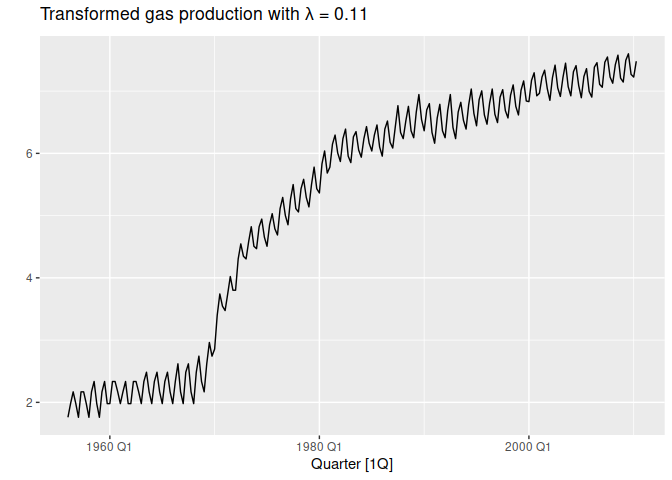 Transformed gas production with λ = 0.11
6
4
2
1960 Q1 1980 Q1 2000 Q1
Quarter [1Q]